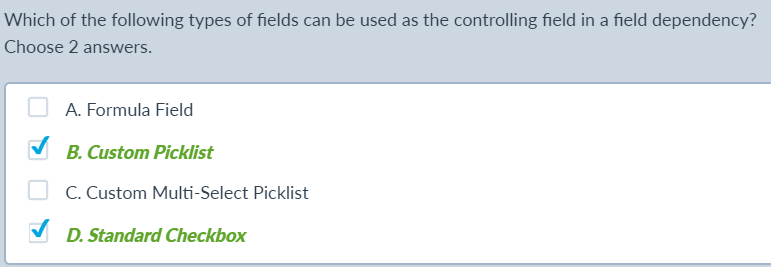 Which of the following types of fields can be used as the controlling field in a field dependency?
Choose 2 answers.
A. Formula Field
B. Custom Picklist
C. Custom Multi-Select Picklist
D. Standard Checkbox